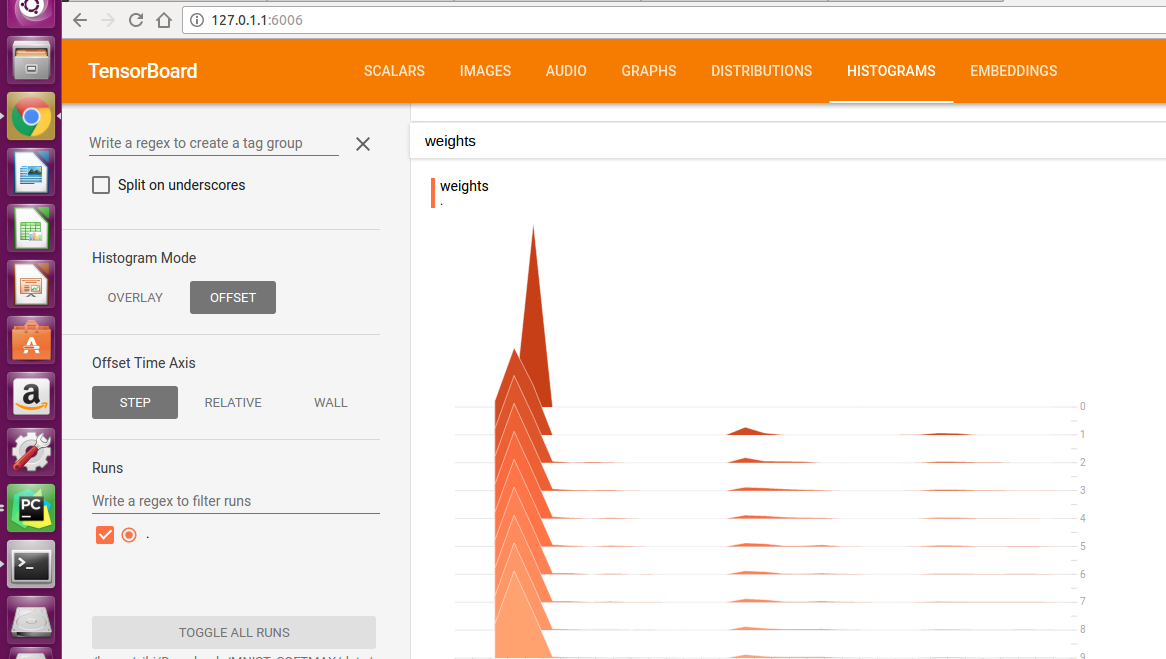 127.0.1.1:6006
TensorBoard SCALARS IMAGES AUDIO GRAPHS DISTRIBUTIONS HISTOGRAMS EMBEDDINGS
Write a regex to create a tag group
Split on underscores
Histogram Mode
OVERLAY OFFSET
Offset Time Axis
STEP RELATIVE WALL
Runs
Write a regex to filter runs
.
TOGGLE ALL RUNS
weights
weights
.
0
1
2
3
4
5
6
7
8
9
a
PC